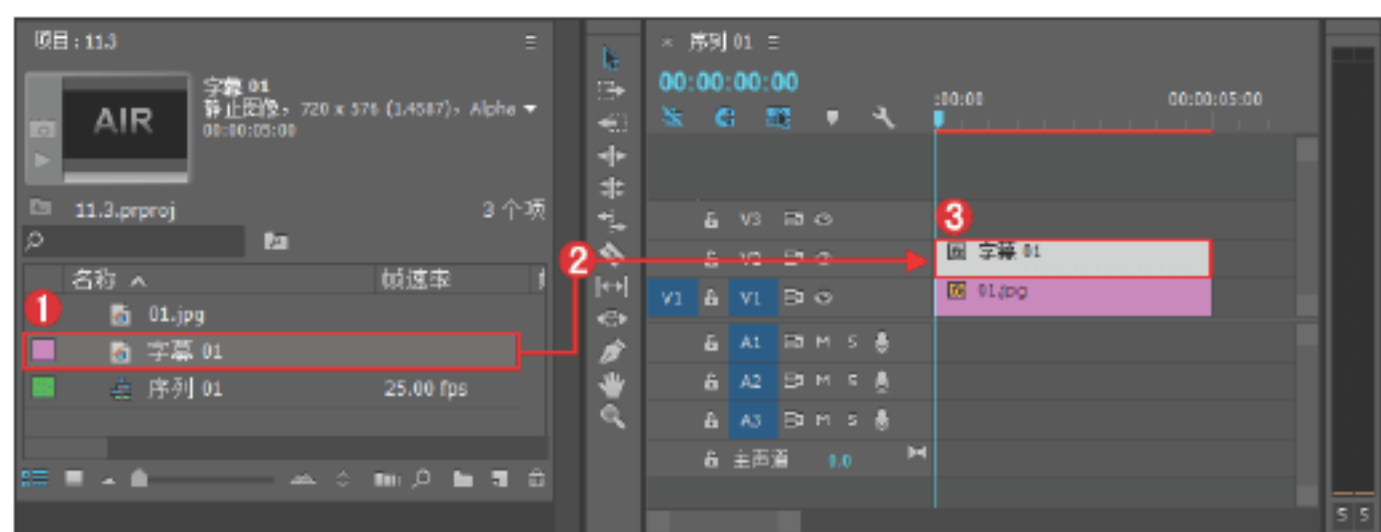 项目：11.3
AIR
字幕 01
静止图像，720 x 576 (1.4587)，Alpha
00:00:05:00
11.3.prproj
3 个项
名称
帧速率
1
01.jpg
字幕 01
序列 01
25.00 fps
2
× 序列 01
00:00:00:00
:00:00
00:00:05:00
3
V3
V2
字幕 01
V1
V1
01.jpg
A1 M S
A2 M S
A3 M S
主声道 0.0
S S